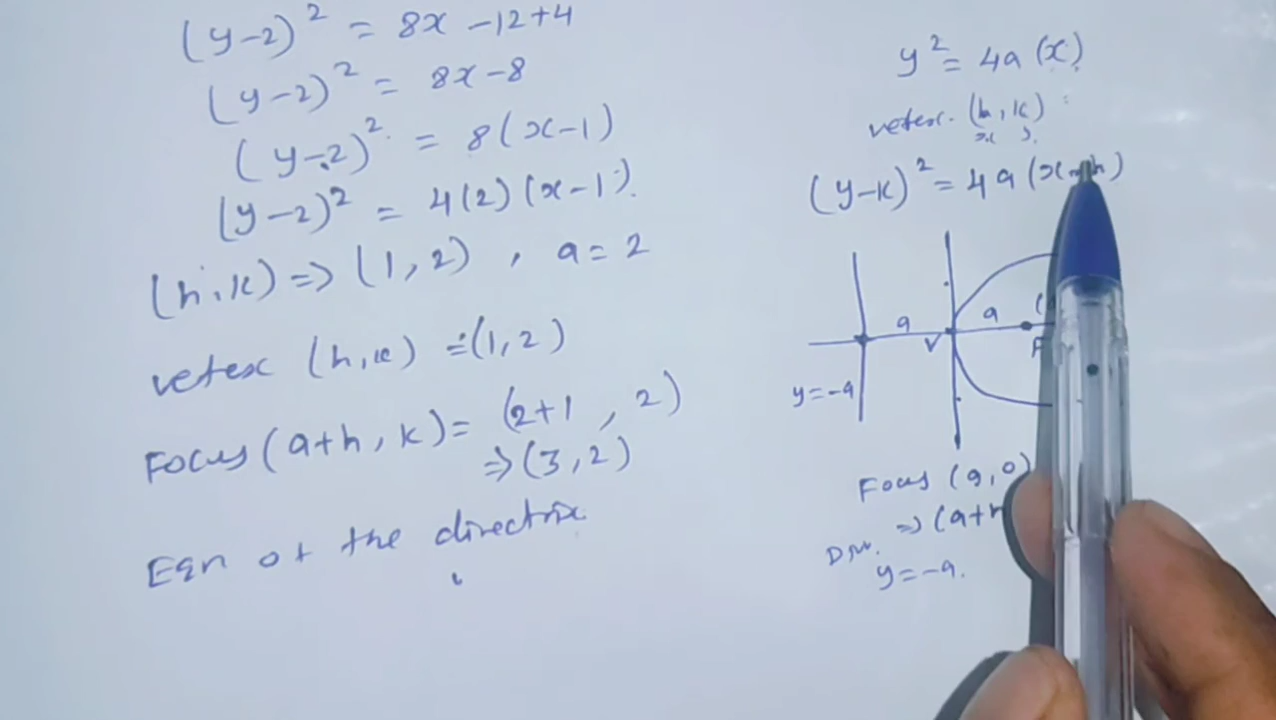 (y-2)² = 8x -12+4
(y-2)² = 8x-8
(y-2)² = 8(x-1)
(y-2)² = 4(2)(x-1)
(h,k) => (1,2) , a=2
vetex (h,k) = (1,2)
Focus (a+h, k) = (2+1, 2)
=> (3,2)
Eqn of the directrix
y² = 4a(x)
vetex. (h,k)
x
(y-k)² = 4a(x-h)
a
a
V
F
y=-a
Focus (a,0)
=> (a+h
y=-a.